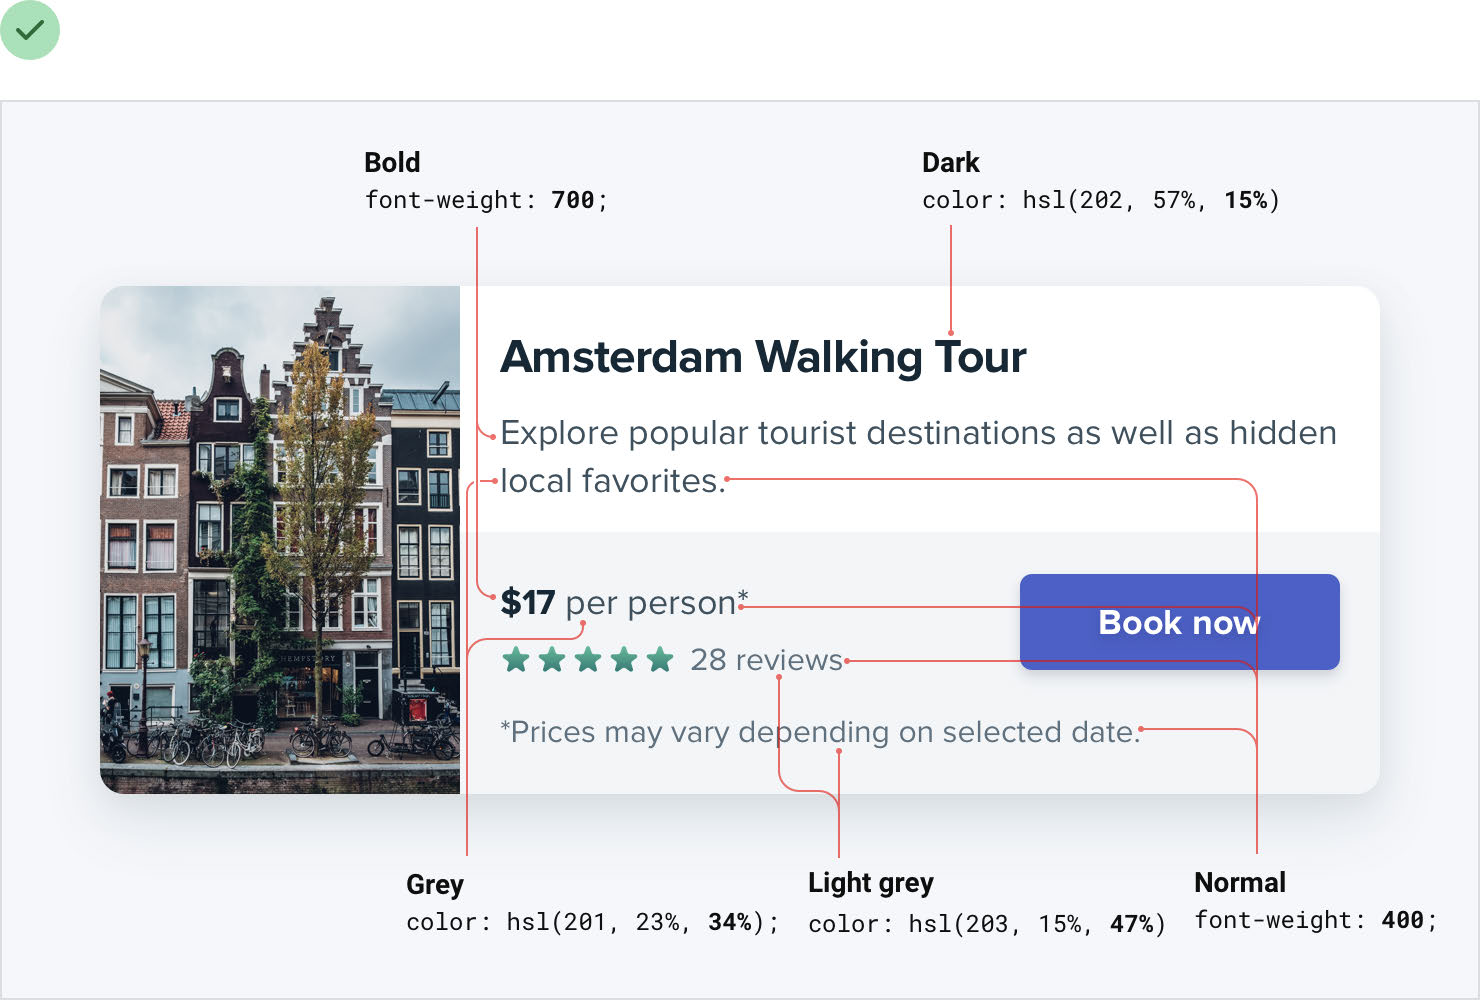 Bold
font-weight: 700;
Dark
color: hsl(202, 57%, 15%)
Amsterdam Walking Tour
Explore popular tourist destinations as well as hidden
local favorites.
$17 per person*
Book now
28 reviews
*Prices may vary depending on selected date.
HEMPSTORY
Grey
color: hsl(201, 23%, 34%);
Light grey
color: hsl(203, 15%, 47%)
Normal
font-weight: 400;